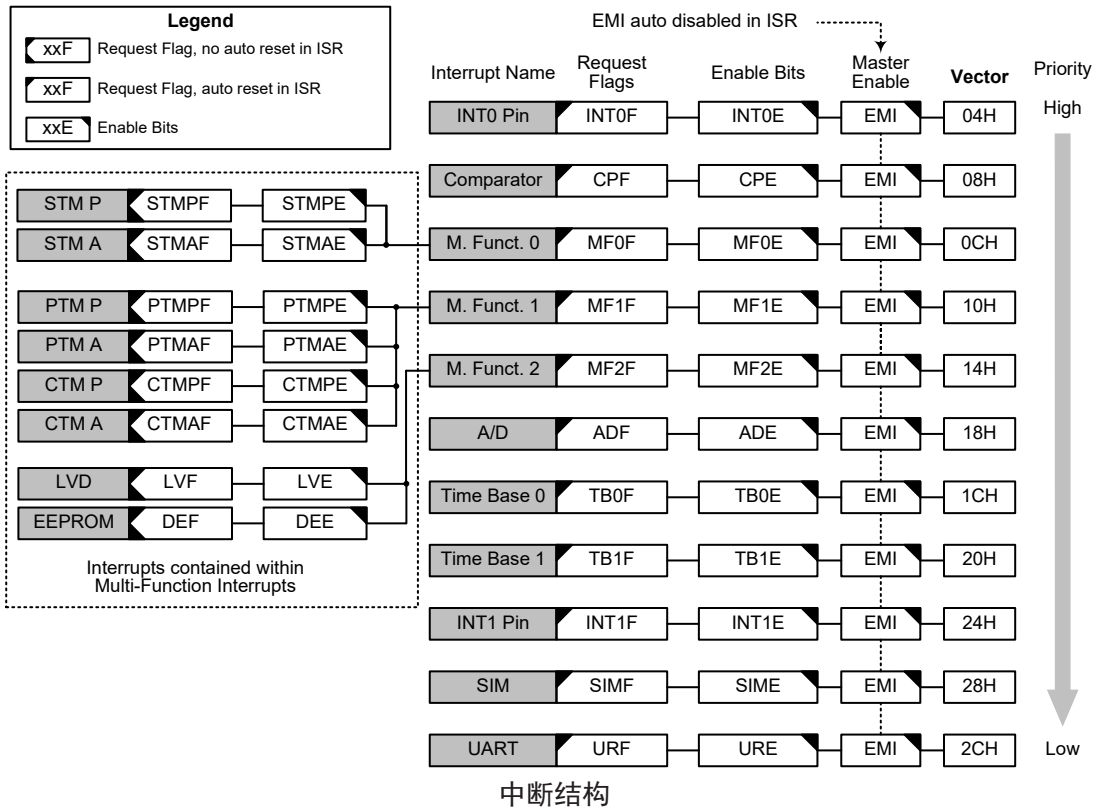 Legend
xxF Request Flag, no auto reset in ISR
xxF Request Flag, auto reset in ISR
xxE Enable Bits
EMI auto disabled in ISR
Interrupt Name Request Flags Enable Bits Master Enable Vector Priority
INT0 Pin INT0F INT0E EMI 04H High
Comparator CPF CPE EMI 08H
STM P STMPF STMPE
STM A STMAF STMAE M. Funct. 0 MF0F MF0E EMI 0CH
PTM P PTMPF PTMPE M. Funct. 1 MF1F MF1E EMI 10H
PTM A PTMAF PTMAE
CTM P CTMPF CTMPE M. Funct. 2 MF2F MF2E EMI 14H
CTM A CTMAF CTMAE A/D ADF ADE EMI 18H
LVD LVF LVE Time Base 0 TB0F TB0E EMI 1CH
EEPROM DEF DEE
Interrupts contained within
Multi-Function Interrupts
Time Base 1 TB1F TB1E EMI 20H
INT1 Pin INT1F INT1E EMI 24H
SIM SIMF SIME EMI 28H
UART URF URE EMI 2CH Low
中断结构